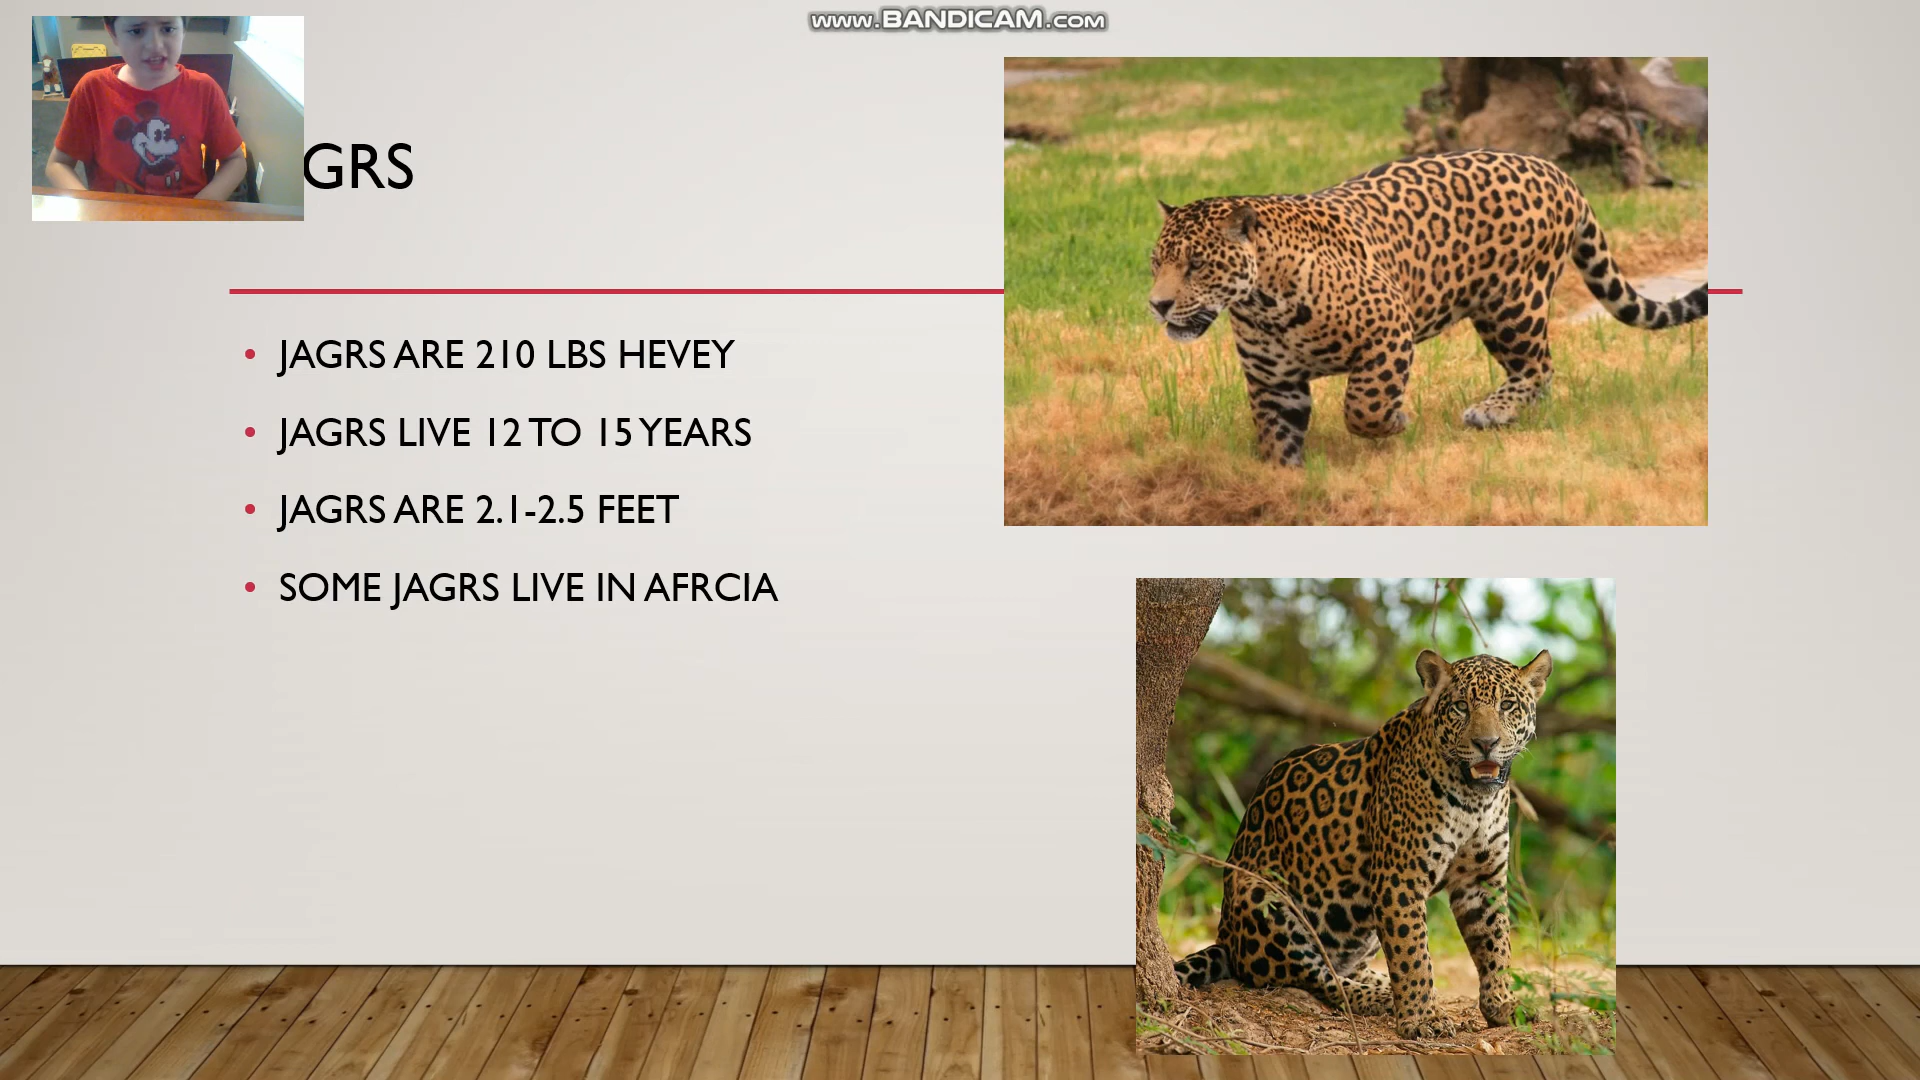 www.BANDICAM.com
GRS
JAGRS ARE 210 LBS HEVEY
JAGRS LIVE 12 TO 15 YEARS
JAGRS ARE 2.1-2.5 FEET
SOME JAGRS LIVE IN AFRCIA